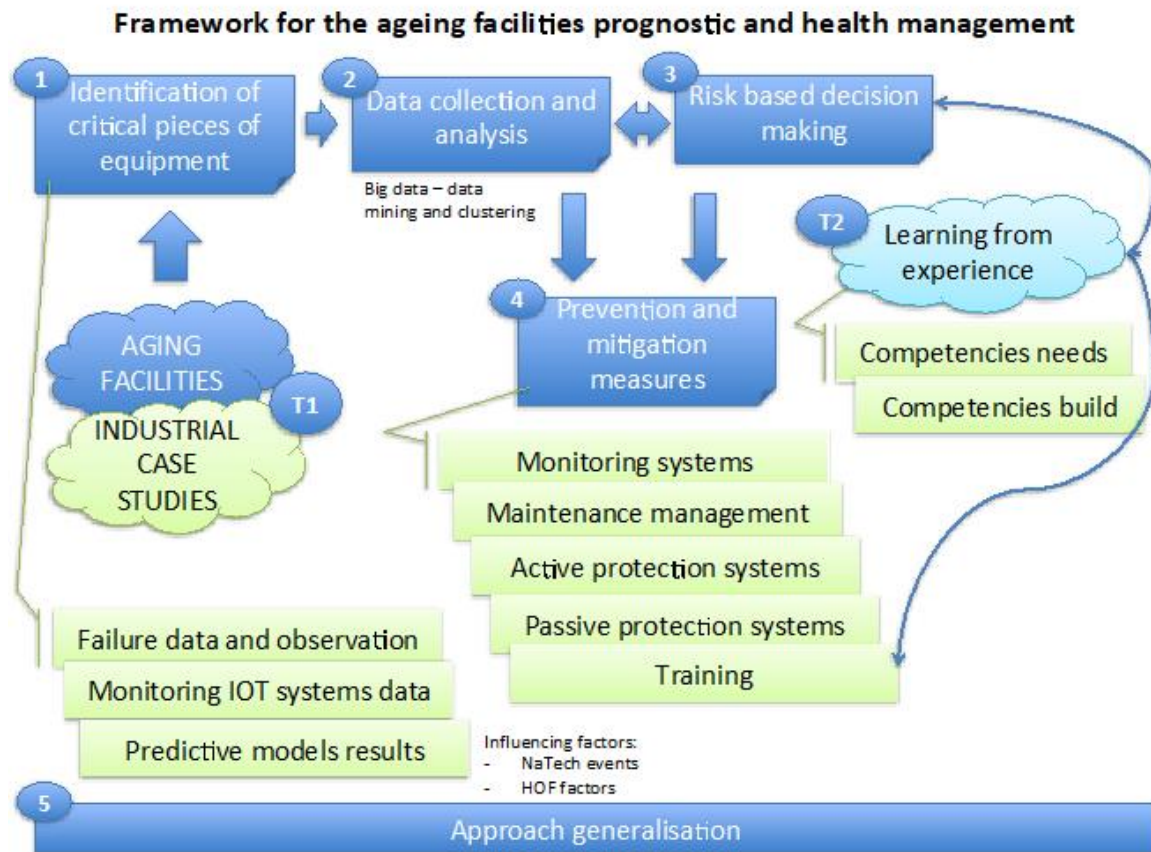 Framework for the ageing facilities prognostic and health management
1
Identification of
critical pieces of
equipment
2
Data collection and
analysis
3
Risk based decision
making
Big data – data
mining and clustering
T2
Learning from
experience
4
Prevention and
mitigation
measures
Competencies needs
Competencies build
AGING
FACILITIES
T1
INDUSTRIAL
CASE
STUDIES
Monitoring systems
Maintenance management
Active protection systems
Passive protection systems
Training
Failure data and observation
Monitoring IOT systems data
Predictive models results
Influencing factors:
- NaTech events
- HOF factors
5
Approach generalisation